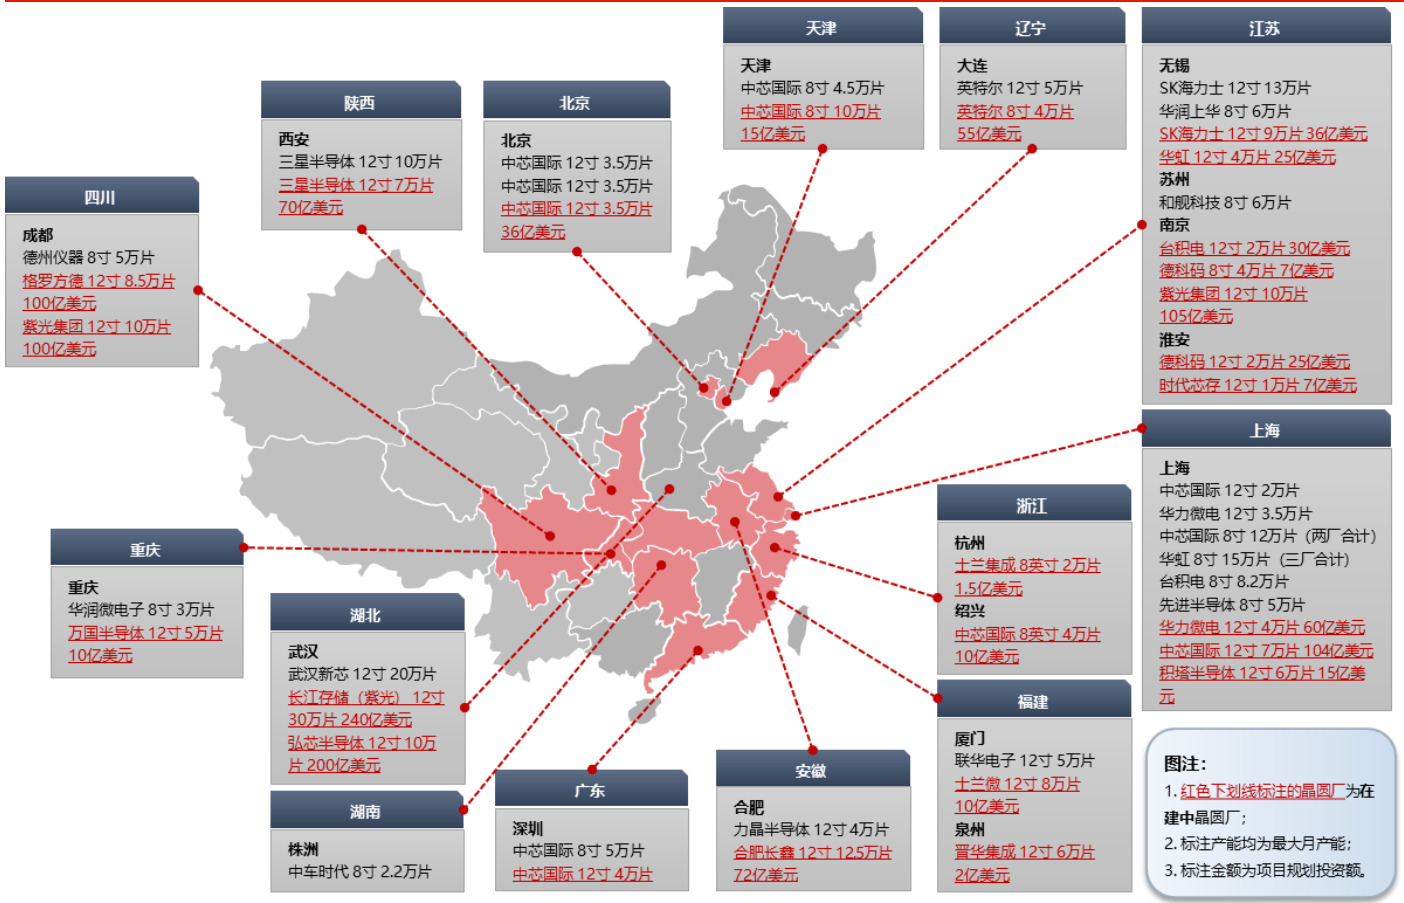 天津
天津
中芯国际 8寸 4.5万片
中芯国际 8寸 10万片
15亿美元
辽宁
大连
英特尔 12寸 5万片
英特尔 8寸 4万片
55亿美元
江苏
无锡
SK海力士 12寸 13万片
华润上华 8寸 6万片
SK海力士 12寸 9万片 36亿美元
华虹 12寸 4万片 25亿美元
苏州
和舰科技 8寸 6万片
南京
台积电 12寸 2万片 30亿美元
德科码 8寸 4万片 7亿美元
紫光集团 12寸 10万片
105亿美元
淮安
德科码 12寸 2万片 25亿美元
时代芯存 12寸 1万片 7亿美元
陕西
西安
三星半导体 12寸 10万片
三星半导体 12寸 7万片
70亿美元
北京
北京
中芯国际 12寸 3.5万片
中芯国际 12寸 3.5万片
中芯国际 12寸 3.5万片
36亿美元
四川
成都
德州仪器 8寸 5万片
格罗方德 12寸 8.5万片
100亿美元
紫光集团 12寸 10万片
100亿美元
上海
上海
中芯国际 12寸 2万片
华力微电 12寸 3.5万片
中芯国际 8寸 12万片（两厂合计）
华虹 8寸 15万片（三厂合计）
台积电 8寸 8.2万片
先进半导体 8寸 5万片
华力微电 12寸 4万片 60亿美元
中芯国际 12寸 7万片 104亿美元
积塔半导体 12寸 6万片 15亿美
元
浙江
杭州
士兰集成 8英寸 2万片
1.5亿美元
绍兴
中芯国际 8英寸 4万片
10亿美元
重庆
重庆
华润微电子 8寸 3万片
万国半导体 12寸 5万片
10亿美元
湖北
武汉
武汉新芯 12寸 20万片
长江存储（紫光） 12寸
30万片 240亿美元
弘芯半导体 12寸 10万
片 200亿美元
福建
厦门
联华电子 12寸 5万片
士兰微 12寸 8万片
10亿美元
泉州
晋华集成 12寸 6万片
2亿美元
湖南
株洲
中车时代 8寸 2.2万片
广东
深圳
中芯国际 8寸 5万片
中芯国际 12寸 4万片
安徽
合肥
力晶半导体 12寸 4万片
合肥长鑫 12寸 12.5万片
72亿美元
图注：
1. 红色下划线标注的晶圆厂为在
建中晶圆厂；
2. 标注产能均为最大月产能；
3. 标注金额为项目规划投资额。